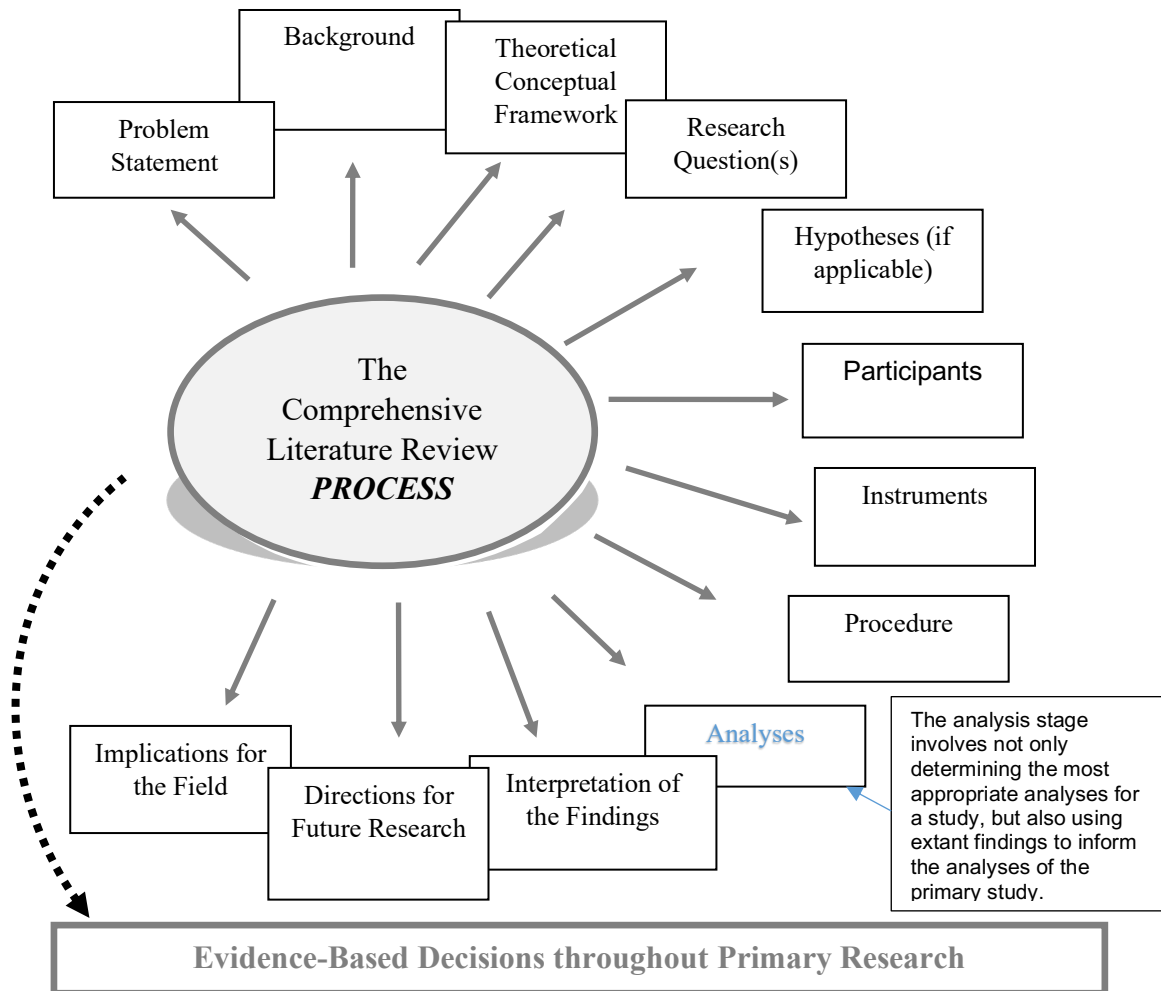 Background
Theoretical
Conceptual
Framework
Problem
Statement
Research
Question(s)
Hypotheses (if
applicable)
The
Comprehensive
Literature Review
PROCESS
Participants
Instruments
Procedure
Analyses
The analysis stage
involves not only
determining the most
appropriate analyses for
a study, but also using
extant findings to inform
the analyses of the
primary study.
Interpretation of
the Findings
Directions for
Future Research
Implications for
the Field
Evidence-Based Decisions throughout Primary Research